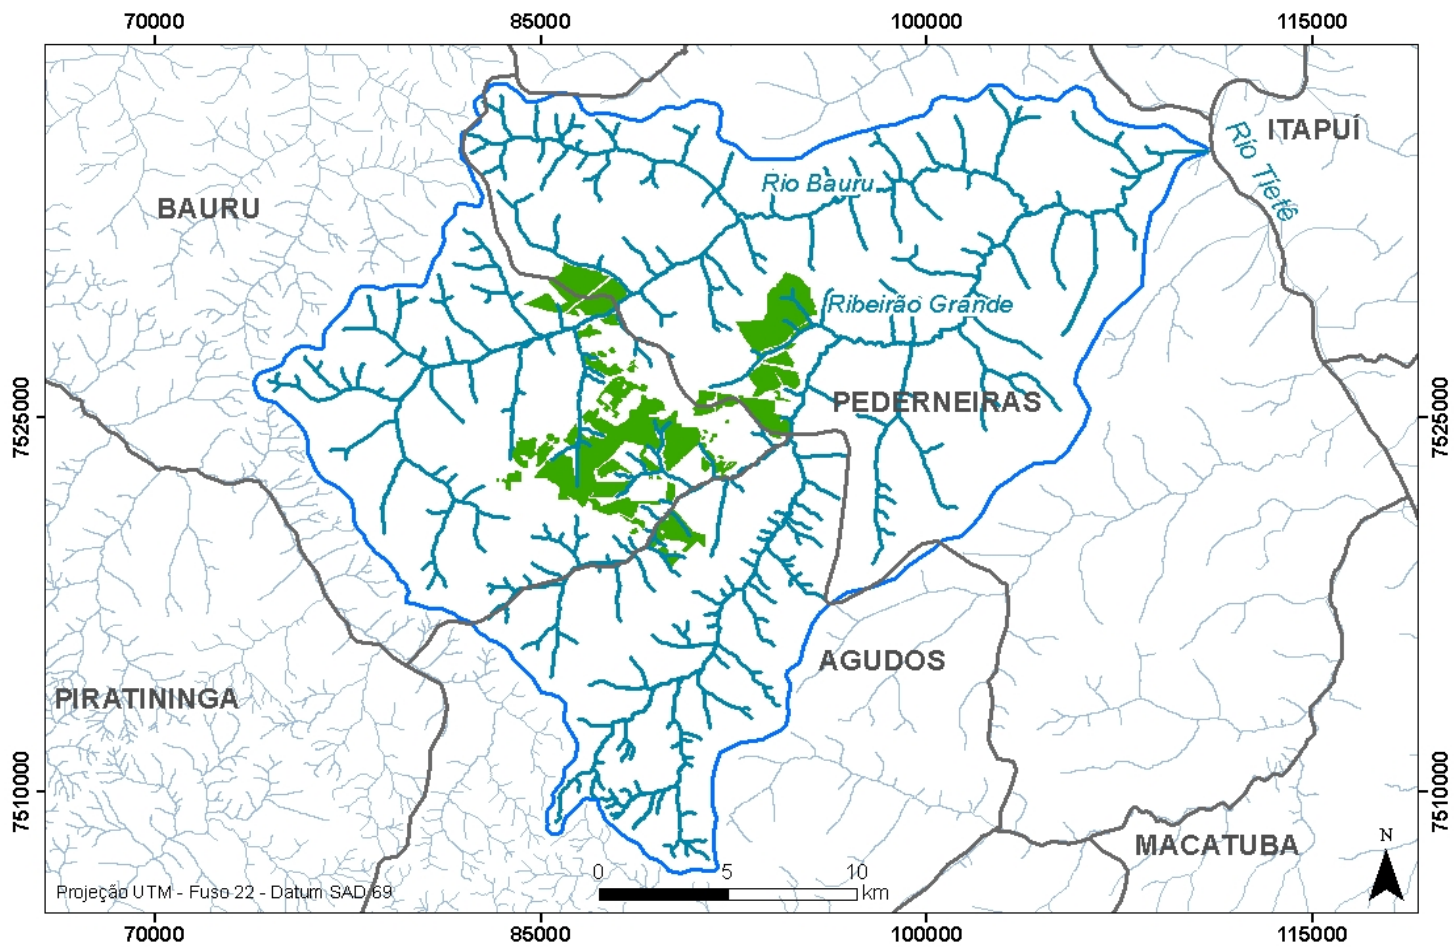 70000 85000 100000 115000
ITAPUÍ
Rio Tietê
Rio Bauru
BAURU
Ribeirão Grande
PEDERNEIRAS
7525000 7525000
AGUDOS
PIRATININGA
7510000 7510000
MACATUBA
N
0 5 10
km
Projeção UTM - Fuso 22 - Datum SAD 69
70000 85000 100000 115000